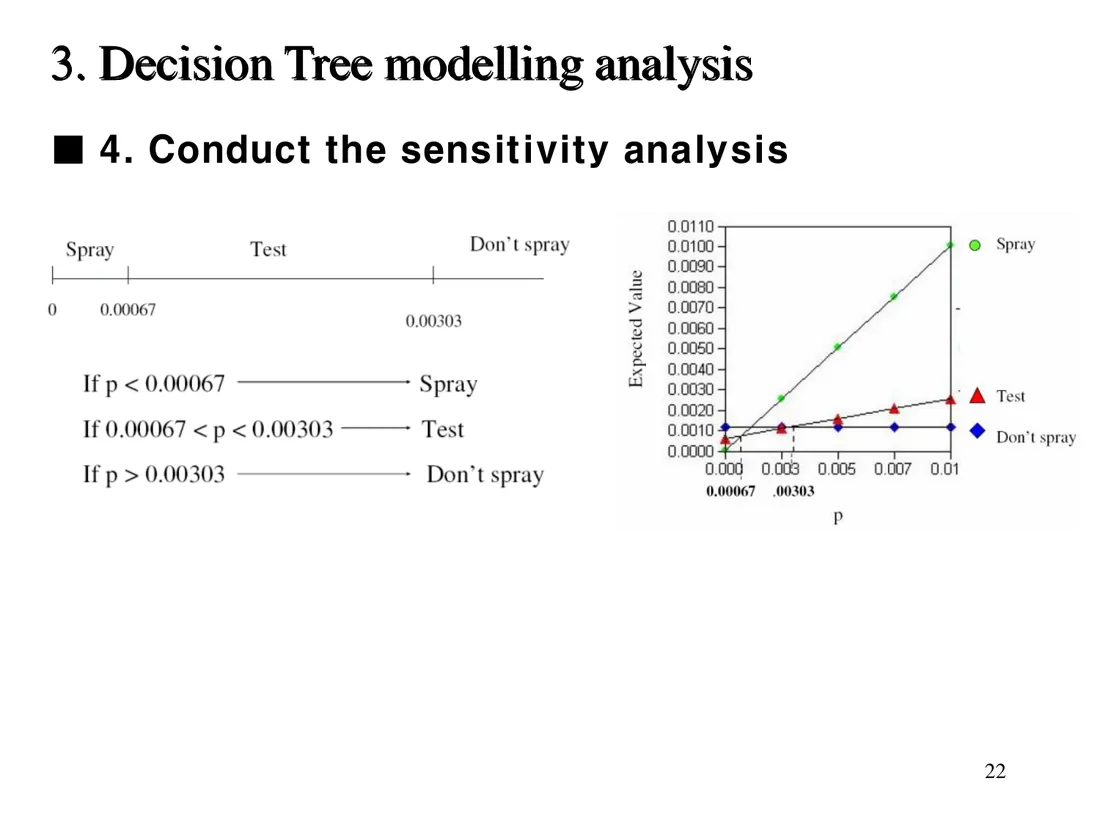 3. Decision Tree modelling analysis
■ 4. Conduct the sensitivity analysis
Spray Test Don't spray
0 0.00067 0.00303
If p < 0.00067 Spray
If 0.00067 < p < 0.00303 Test
If p > 0.00303 Don't spray
Expected Value
0.0110
0.0100
0.0090
0.0080
0.0070
0.0060
0.0050
0.0040
0.0030
0.0020
0.0010
0.0000
0.000 0.003 0.005 0.007 0.01
0.00067 .00303
p
Spray
Test
Don't spray
22